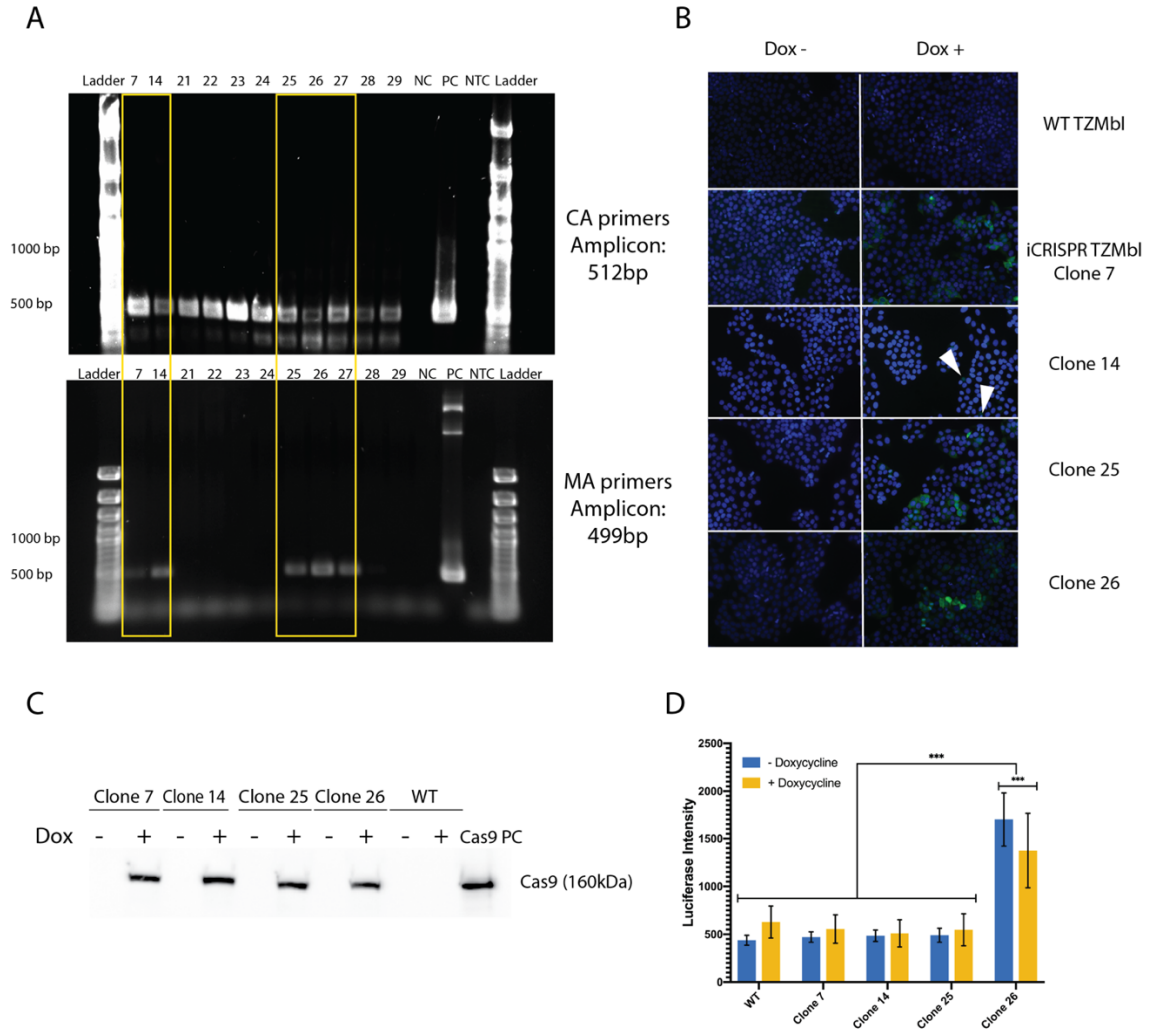 A
Ladder 7 14 21 22 23 24 25 26 27 28 29 NC PC NTC Ladder
1000 bp
500 bp
CA primers
Amplicon:
512bp
Ladder 7 14 21 22 23 24 25 26 27 28 29 NC PC NTC Ladder
1000 bp
500 bp
MA primers
Amplicon:
499bp
B
Dox - Dox +
WT TZMbl
iCRISPR TZMbl
Clone 7
Clone 14
Clone 25
Clone 26
C
Clone 7 Clone 14 Clone 25 Clone 26 WT
Dox - + - + - + - + - + Cas9 PC
Cas9 (160kDa)
D
Luciferase Intensity
2500
2000
1500
1000
500
0
- Doxycycline
+ Doxycycline
***
***
WT Clone 7 Clone 14 Clone 25 Clone 26